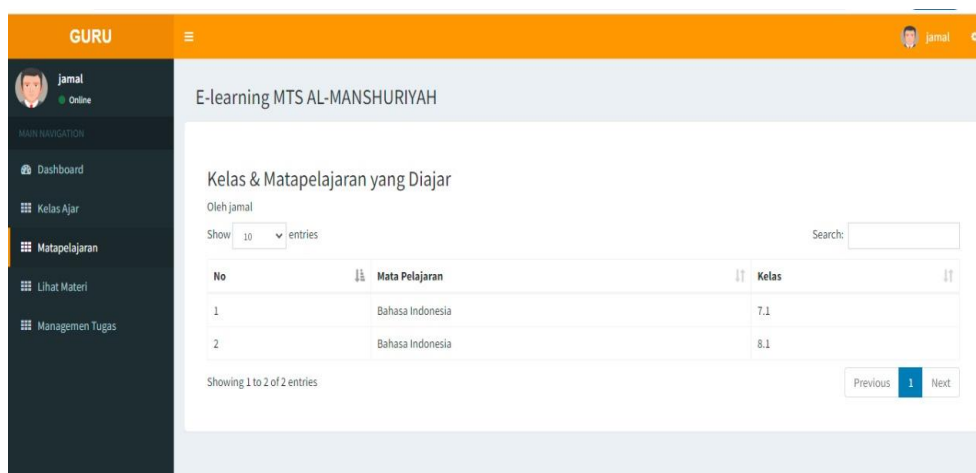 GURU
jamal
jamal
Online
MAIN NAVIGATION
Dashboard
Kelas Ajar
Matapelajaran
Lihat Materi
Managemen Tugas
E-learning MTS AL-MANSHURIYAH
Kelas & Matapelajaran yang Diajar
Oleh jamal
Show 10 entries
Search:
No Mata Pelajaran Kelas
1 Bahasa Indonesia 7.1
2 Bahasa Indonesia 8.1
Showing 1 to 2 of 2 entries
Previous 1 Next